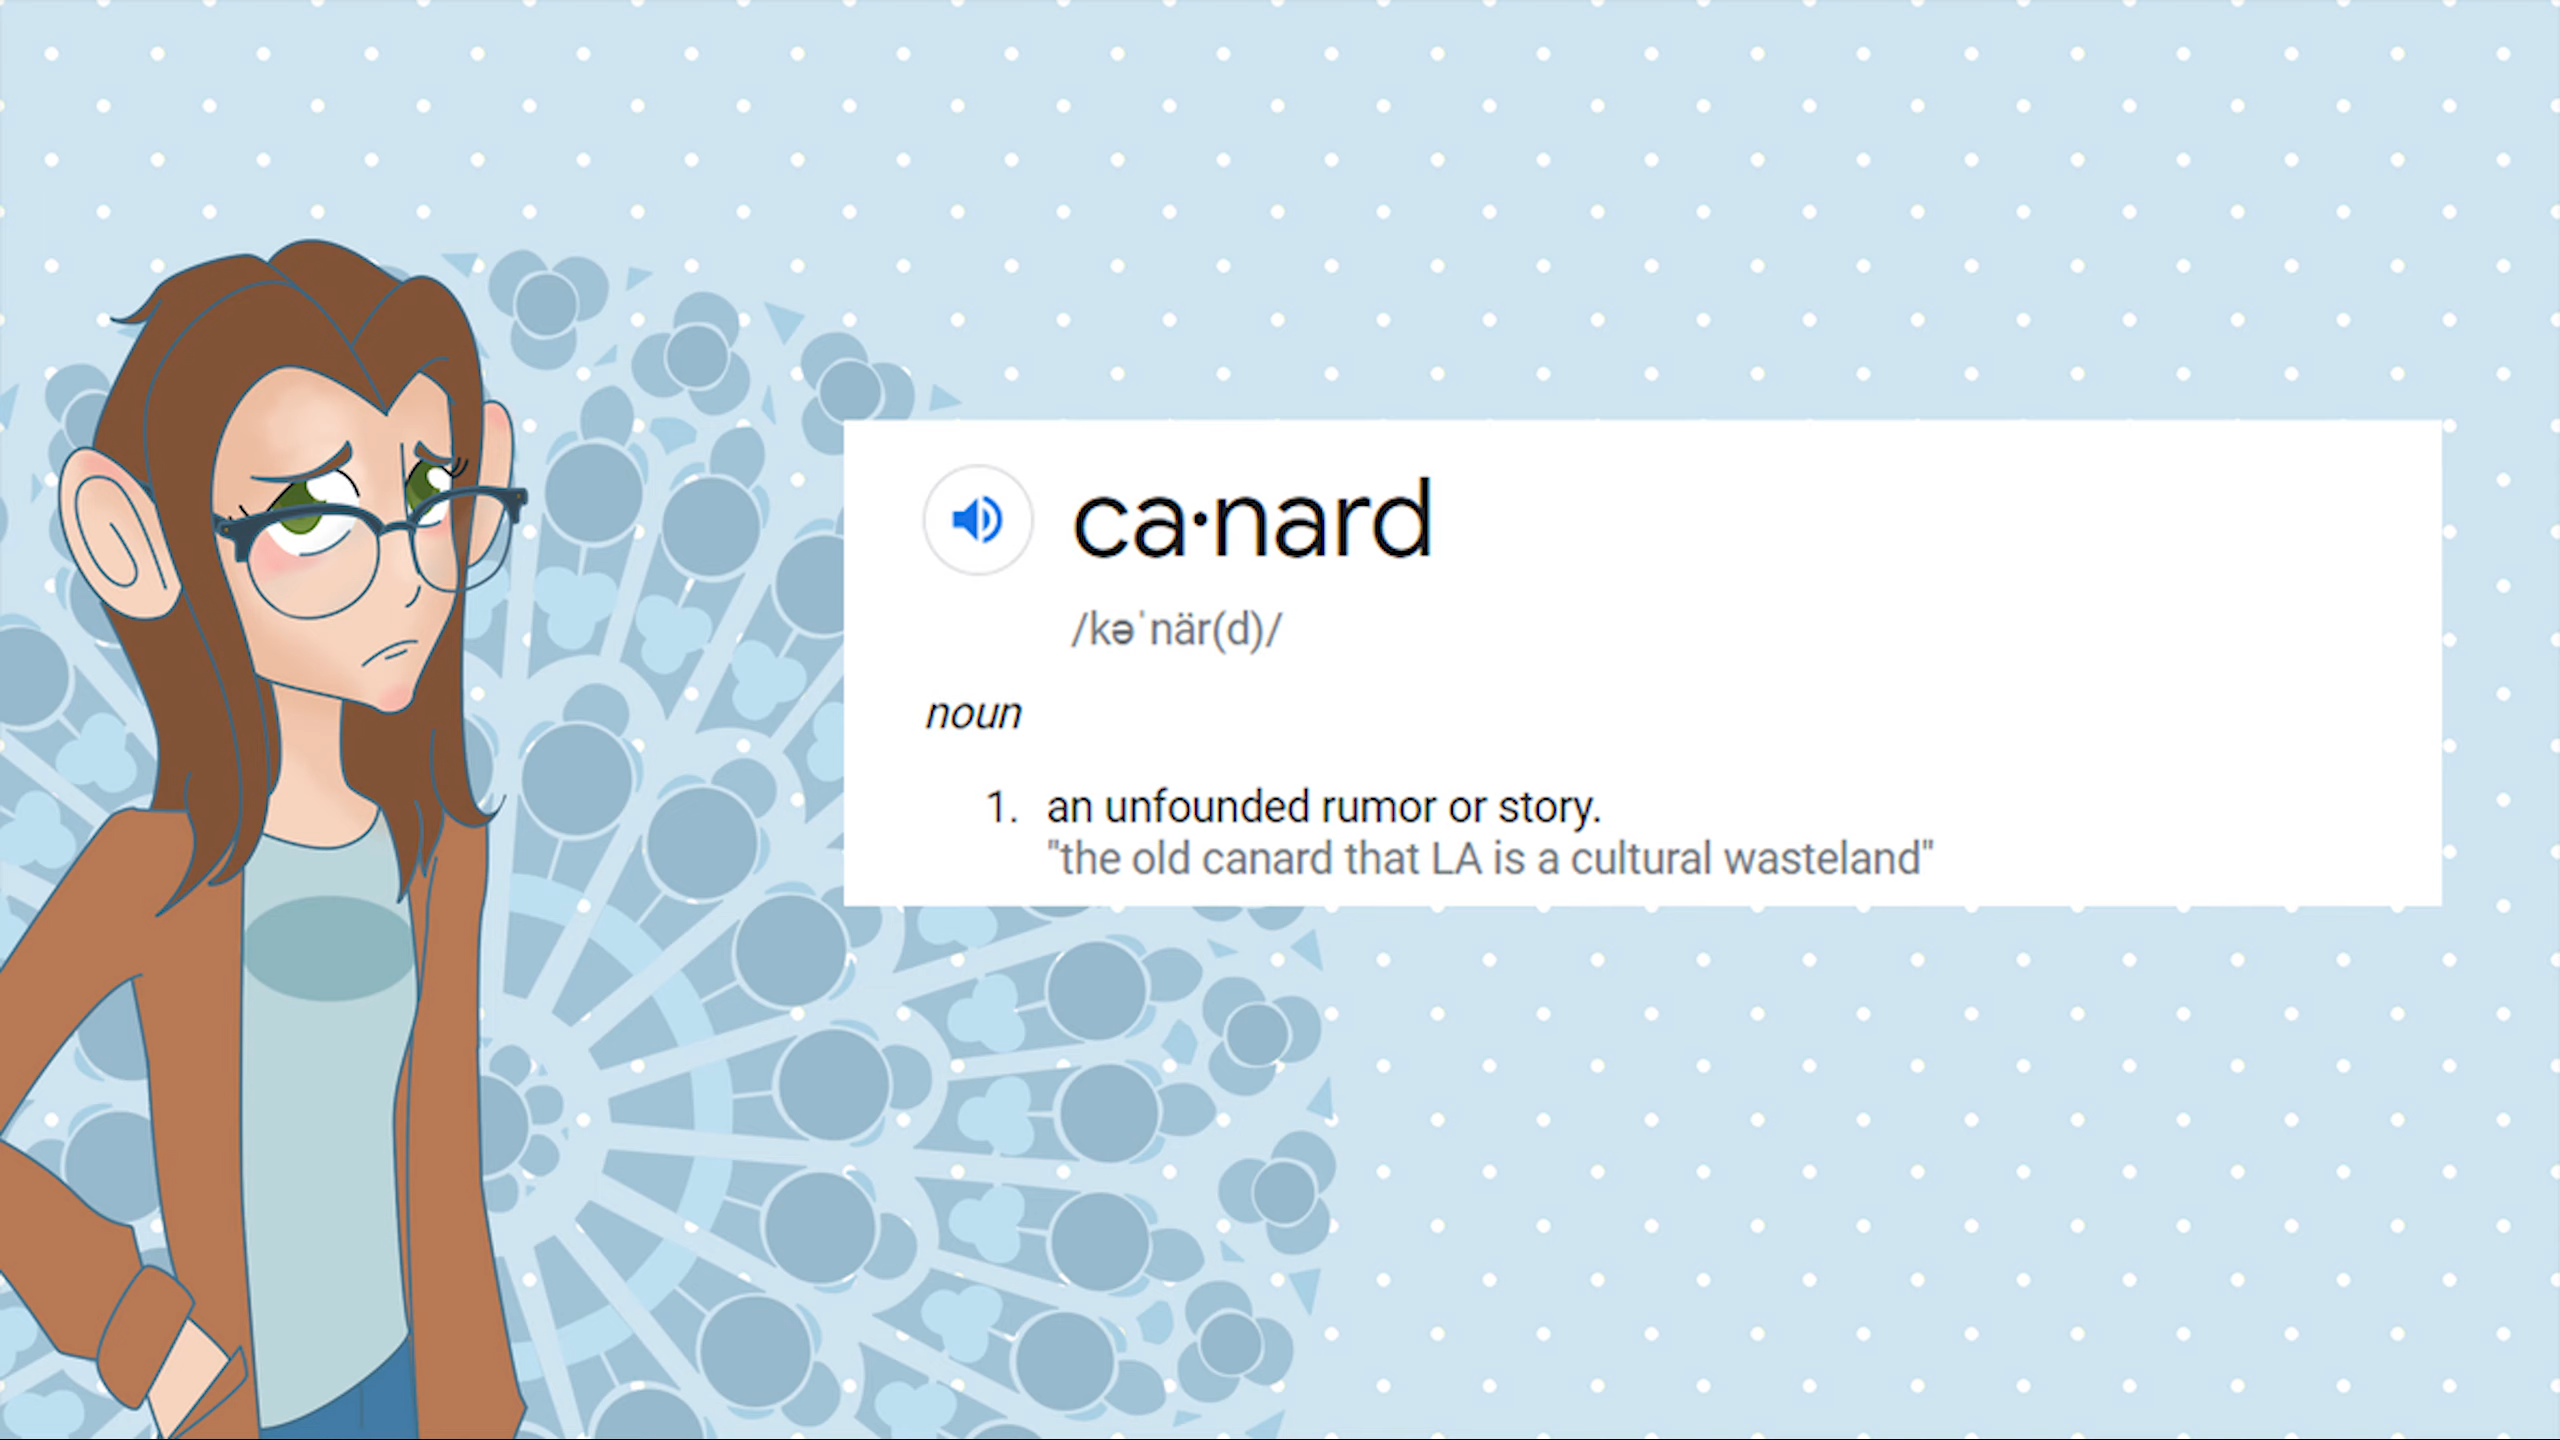 ca·nard
/kəˈnär(d)/
noun
1. an unfounded rumor or story.
"the old canard that LA is a cultural wasteland"